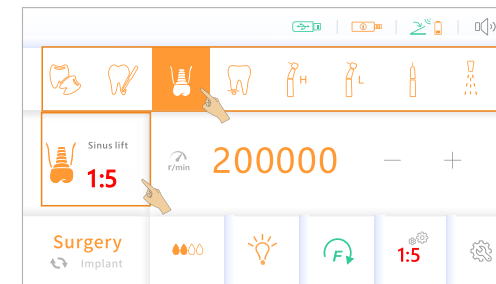 H
L
Sinus lift
1:5
r/min
200000
Surgery
Implant
F
1:5